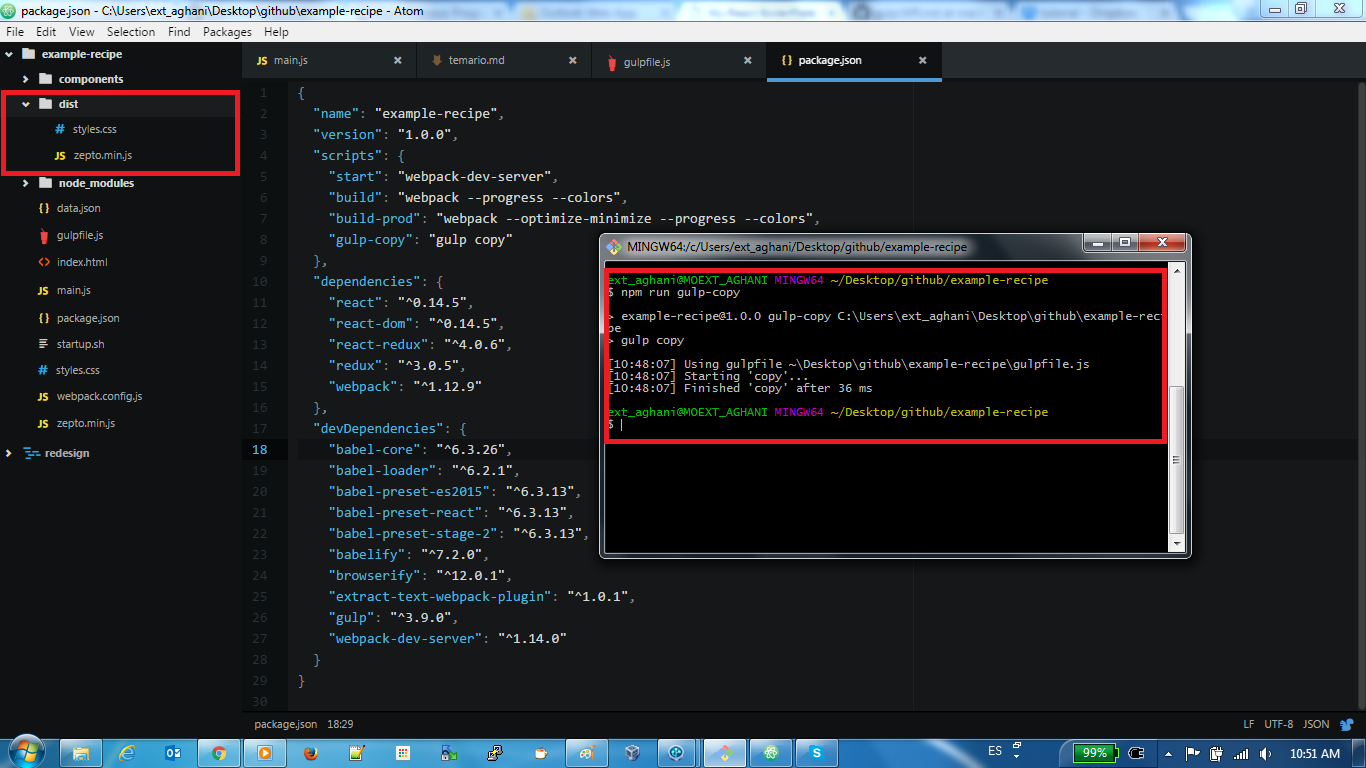 package.json - C:\Users\ext_aghani\Desktop\github\example-recipe - Atom
File Edit View Selection Find Packages Help
example-recipe
components
dist
# styles.css
JS zepto.min.js
node_modules
{} data.json
gulpfile.js
<> index.html
JS main.js
{} package.json
startup.sh
# styles.css
JS webpack.config.js
JS zepto.min.js
redesign
JS main.js ×
temario.md ×
gulpfile.js ×
{} package.json ×
1 {
2 "name": "example-recipe",
3 "version": "1.0.0",
4 "scripts": {
5 "start": "webpack-dev-server",
6 "build": "webpack --progress --colors",
7 "build-prod": "webpack --optimize-minimize --progress --colors",
8 "gulp-copy": "gulp copy"
9 },
10 "dependencies": {
11 "react": "^0.14.5",
12 "react-dom": "^0.14.5",
13 "react-redux": "^4.0.6",
14 "redux": "^3.0.5",
15 "webpack": "^1.12.9"
16 },
17 "devDependencies": {
18 "babel-core": "^6.3.26",
19 "babel-loader": "^6.2.1",
20 "babel-preset-es2015": "^6.3.13",
21 "babel-preset-react": "^6.3.13",
22 "babel-preset-stage-2": "^6.3.13",
23 "babelify": "^7.2.0",
24 "browserify": "^12.0.1",
25 "extract-text-webpack-plugin": "^1.0.1",
26 "gulp": "^3.9.0",
27 "webpack-dev-server": "^1.14.0"
28 }
29 }
30
MINGW64:/c/Users/ext_aghani/Desktop/github/example-recipe
ext_aghani@MOEXT_AGHANI MINGW64 ~/Desktop/github/example-recipe
$ npm run gulp-copy
> example-recipe@1.0.0 gulp-copy C:\Users\ext_aghani\Desktop\github\example-reci
pe
> gulp copy
[10:48:07] Using gulpfile ~\Desktop\github\example-recipe\gulpfile.js
[10:48:07] Starting 'copy'...
[10:48:07] Finished 'copy' after 36 ms
ext_aghani@MOEXT_AGHANI MINGW64 ~/Desktop/github/example-recipe
$
package.json 18:29
LF UTF-8 JSON
ES
99%
10:51 AM